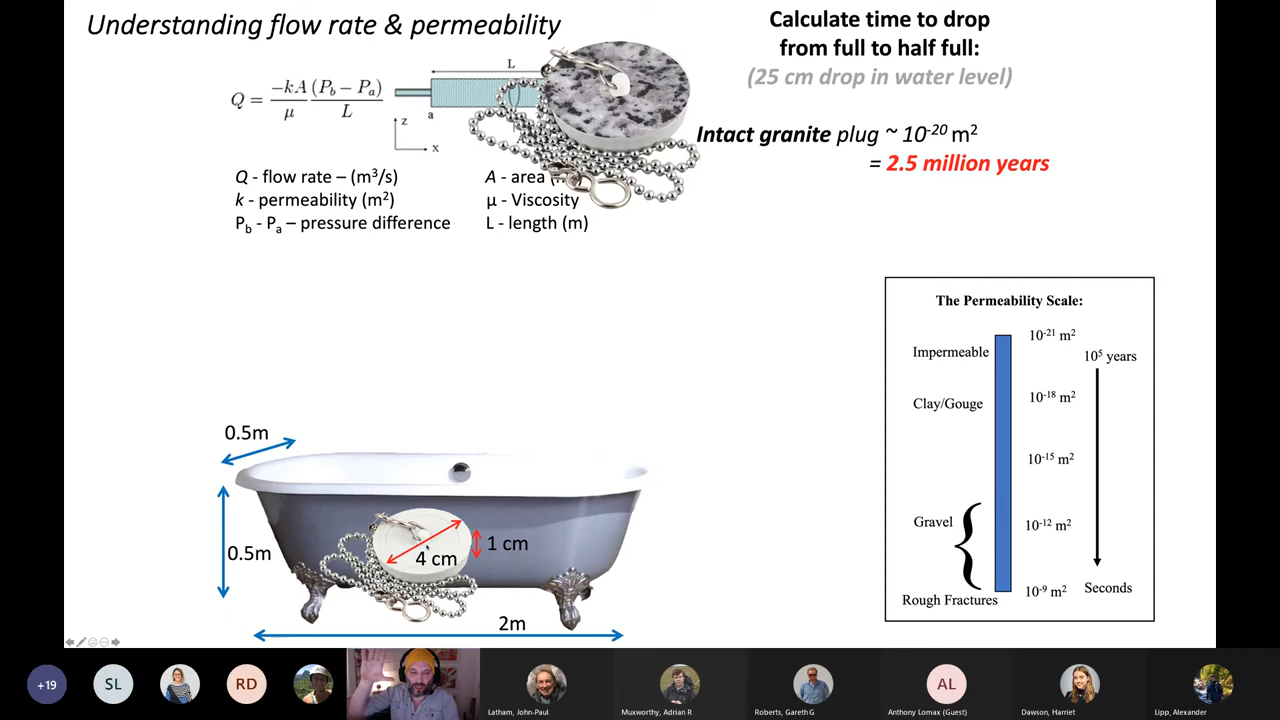 Understanding flow rate & permeability
Q = -kA/μ (Pb – Pa)/L
L
a
z
x
Q - flow rate – (m³/s)
k - permeability (m²)
Pb - Pa – pressure difference
A - area
μ - Viscosity
L - length (m)
Calculate time to drop
from full to half full:
(25 cm drop in water level)
Intact granite plug ~ 10⁻²⁰ m²
= 2.5 million years
The Permeability Scale:
Impermeable
Clay/Gouge
Gravel
Rough Fractures
10⁻²¹ m²
10⁻¹⁸ m²
10⁻¹⁵ m²
10⁻¹² m²
10⁻⁹ m²
10⁵ years
Seconds
0.5m
0.5m
4 cm
1 cm
2m
+19
SL
RD
Latham, John-Paul
Muxworthy, Adrian R
Roberts, Gareth G
AL
Anthony Lomax (Guest)
Dawson, Harriet
Lipp, Alexander